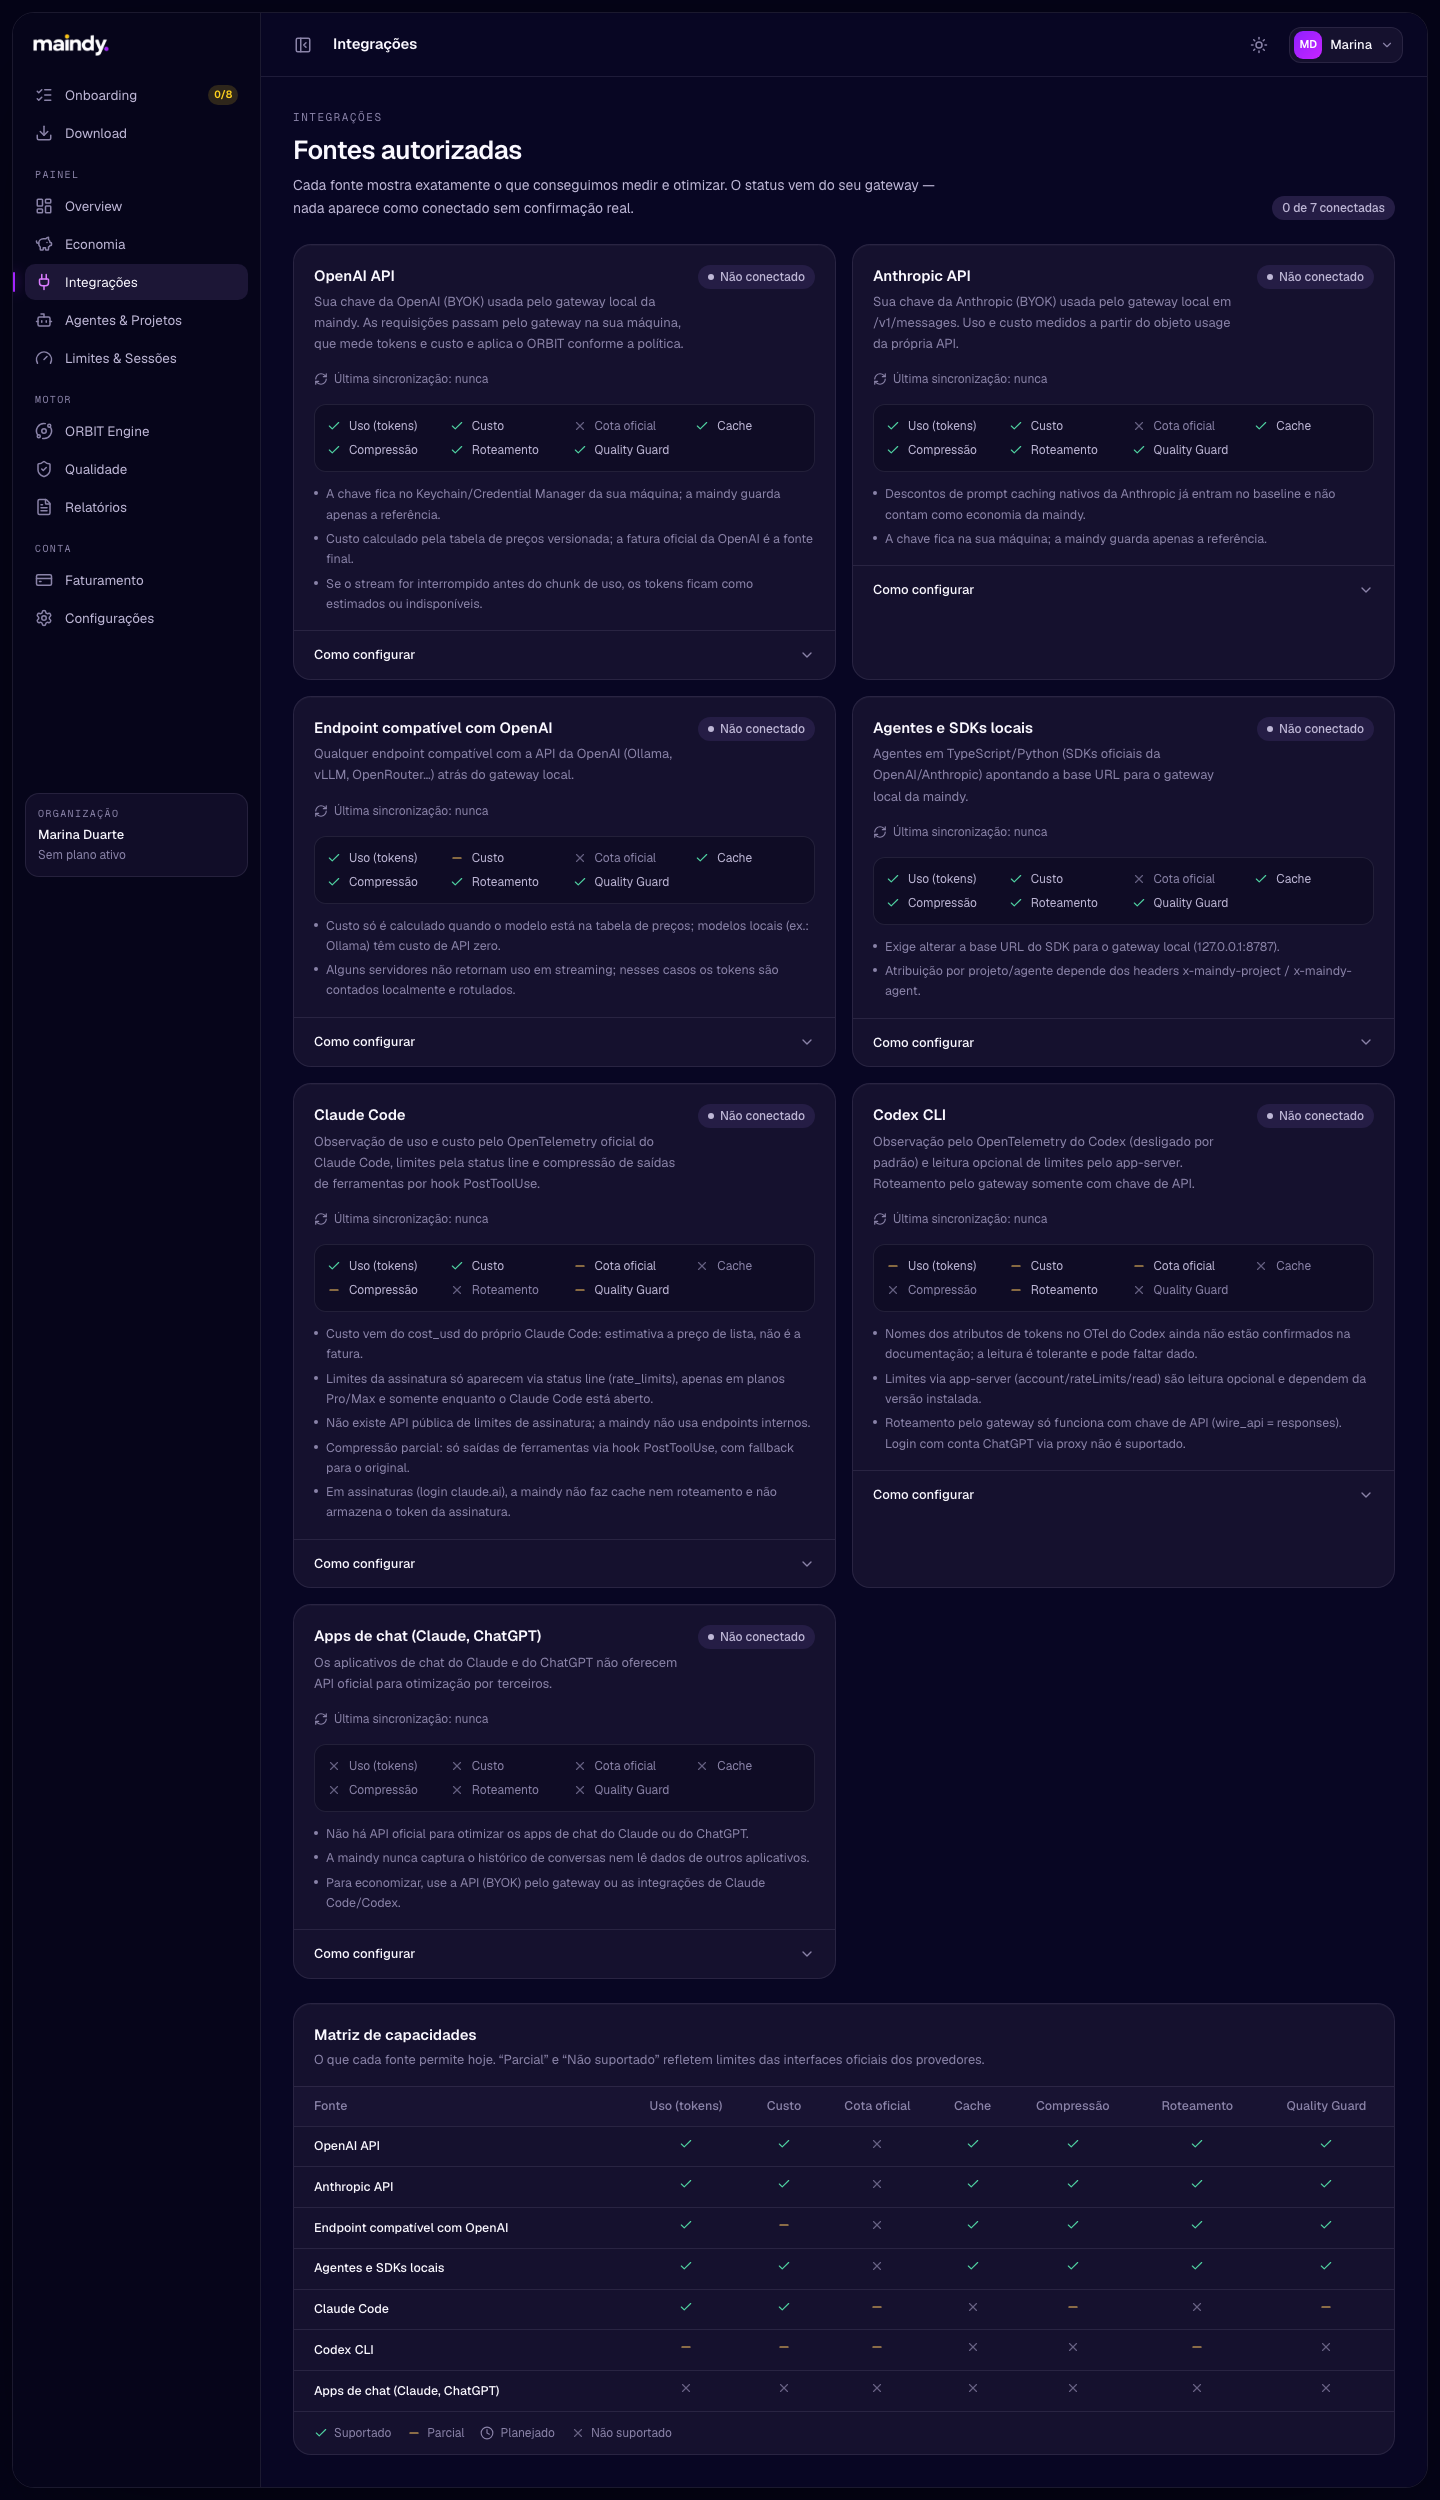 maindy.
Onboarding
0/8
Download
PAINEL
Overview
Economia
Integrações
Agentes & Projetos
Limites & Sessões
MOTOR
ORBIT Engine
Qualidade
Relatórios
CONTA
Faturamento
Configurações
ORGANIZAÇÃO
Marina Duarte
Sem plano ativo
Integrações
MD
Marina
INTEGRAÇÕES
Fontes autorizadas
Cada fonte mostra exatamente o que conseguimos medir e otimizar. O status vem do seu gateway —
nada aparece como conectado sem confirmação real.
0 de 7 conectadas
OpenAI API
Não conectado
Sua chave da OpenAI (BYOK) usada pelo gateway local da
maindy. As requisições passam pelo gateway na sua máquina,
que mede tokens e custo e aplica o ORBIT conforme a política.
Última sincronização: nunca
Uso (tokens)
Custo
Cota oficial
Cache
Compressão
Roteamento
Quality Guard
A chave fica no Keychain/Credential Manager da sua máquina; a maindy guarda
apenas a referência.
Custo calculado pela tabela de preços versionada; a fatura oficial da OpenAI é a fonte
final.
Se o stream for interrompido antes do chunk de uso, os tokens ficam como
estimados ou indisponíveis.
Como configurar
Anthropic API
Não conectado
Sua chave da Anthropic (BYOK) usada pelo gateway local em
/v1/messages. Uso e custo medidos a partir do objeto usage
da própria API.
Última sincronização: nunca
Uso (tokens)
Custo
Cota oficial
Cache
Compressão
Roteamento
Quality Guard
Descontos de prompt caching nativos da Anthropic já entram no baseline e não
contam como economia da maindy.
A chave fica na sua máquina; a maindy guarda apenas a referência.
Como configurar
Endpoint compatível com OpenAI
Não conectado
Qualquer endpoint compatível com a API da OpenAI (Ollama,
vLLM, OpenRouter…) atrás do gateway local.
Última sincronização: nunca
Uso (tokens)
Custo
Cota oficial
Cache
Compressão
Roteamento
Quality Guard
Custo só é calculado quando o modelo está na tabela de preços; modelos locais (ex.:
Ollama) têm custo de API zero.
Alguns servidores não retornam uso em streaming; nesses casos os tokens são
contados localmente e rotulados.
Como configurar
Agentes e SDKs locais
Não conectado
Agentes em TypeScript/Python (SDKs oficiais da
OpenAI/Anthropic) apontando a base URL para o gateway
local da maindy.
Última sincronização: nunca
Uso (tokens)
Custo
Cota oficial
Cache
Compressão
Roteamento
Quality Guard
Exige alterar a base URL do SDK para o gateway local (127.0.0.1:8787).
Atribuição por projeto/agente depende dos headers x-maindy-project / x-maindy-
agent.
Como configurar
Claude Code
Não conectado
Observação de uso e custo pelo OpenTelemetry oficial do
Claude Code, limites pela status line e compressão de saídas
de ferramentas por hook PostToolUse.
Última sincronização: nunca
Uso (tokens)
Custo
Cota oficial
Cache
Compressão
Roteamento
Quality Guard
Custo vem do cost_usd do próprio Claude Code: estimativa a preço de lista, não é a
fatura.
Limites da assinatura só aparecem via status line (rate_limits), apenas em planos
Pro/Max e somente enquanto o Claude Code está aberto.
Não existe API pública de limites de assinatura; a maindy não usa endpoints internos.
Compressão parcial: só saídas de ferramentas via hook PostToolUse, com fallback
para o original.
Em assinaturas (login claude.ai), a maindy não faz cache nem roteamento e não
armazena o token da assinatura.
Como configurar
Codex CLI
Não conectado
Observação pelo OpenTelemetry do Codex (desligado por
padrão) e leitura opcional de limites pelo app-server.
Roteamento pelo gateway somente com chave de API.
Última sincronização: nunca
Uso (tokens)
Custo
Cota oficial
Cache
Compressão
Roteamento
Quality Guard
Nomes dos atributos de tokens no OTel do Codex ainda não estão confirmados na
documentação; a leitura é tolerante e pode faltar dado.
Limites via app-server (account/rateLimits/read) são leitura opcional e dependem da
versão instalada.
Roteamento pelo gateway só funciona com chave de API (wire_api = responses).
Login com conta ChatGPT via proxy não é suportado.
Como configurar
Apps de chat (Claude, ChatGPT)
Não conectado
Os aplicativos de chat do Claude e do ChatGPT não oferecem
API oficial para otimização por terceiros.
Última sincronização: nunca
Uso (tokens)
Custo
Cota oficial
Cache
Compressão
Roteamento
Quality Guard
Não há API oficial para otimizar os apps de chat do Claude ou do ChatGPT.
A maindy nunca captura o histórico de conversas nem lê dados de outros aplicativos.
Para economizar, use a API (BYOK) pelo gateway ou as integrações de Claude
Code/Codex.
Como configurar
Matriz de capacidades
O que cada fonte permite hoje. “Parcial” e “Não suportado” refletem limites das interfaces oficiais dos provedores.
Fonte Uso (tokens) Custo Cota oficial Cache Compressão Roteamento Quality Guard
OpenAI API
Anthropic API
Endpoint compatível com OpenAI
Agentes e SDKs locais
Claude Code
Codex CLI
Apps de chat (Claude, ChatGPT)
Suportado Parcial Planejado Não suportado